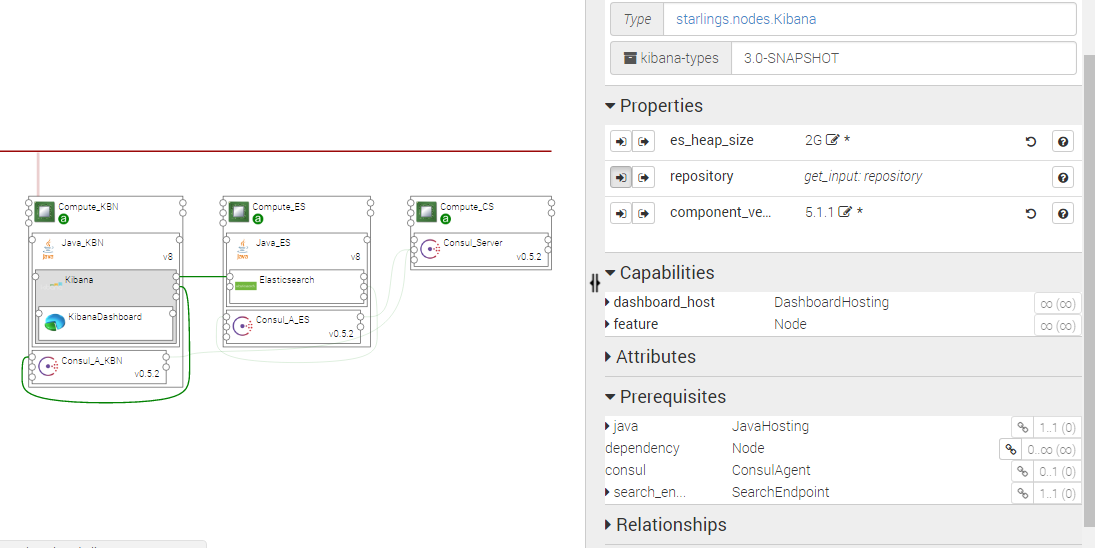 Type starlings.nodes.Kibana
kibana-types 3.0-SNAPSHOT
Properties
es_heap_size 2G *
repository get_input: repository
component_ve... 5.1.1 *
Capabilities
dashboard_host DashboardHosting ∞ (∞)
feature Node ∞ (∞)
Attributes
Prerequisites
java JavaHosting 1..1 (0)
dependency Node 0..∞ (∞)
consul ConsulAgent 0..1 (0)
search_en... SearchEndpoint 1..1 (0)
Relationships
Compute_KBN
a
Java_KBN
v8
Kibana
KibanaDashboard
Consul_A_KBN
v0.5.2
Compute_ES
a
Java_ES
v8
Elasticsearch
Consul_A_ES
v0.5.2
Compute_CS
a
Consul_Server
v0.5.2